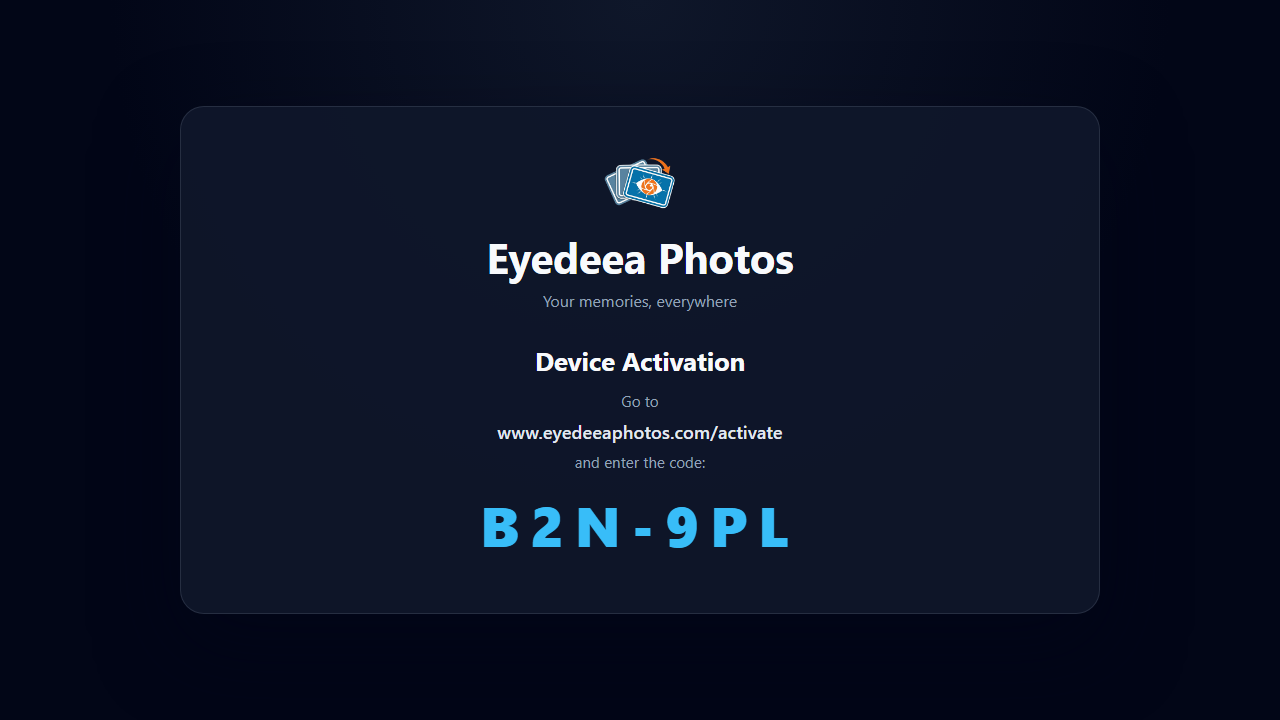 Eyedeea Photos
Your memories, everywhere
Device Activation
Go to
www.eyedeeaphotos.com/activate
and enter the code:
B2N-9PL